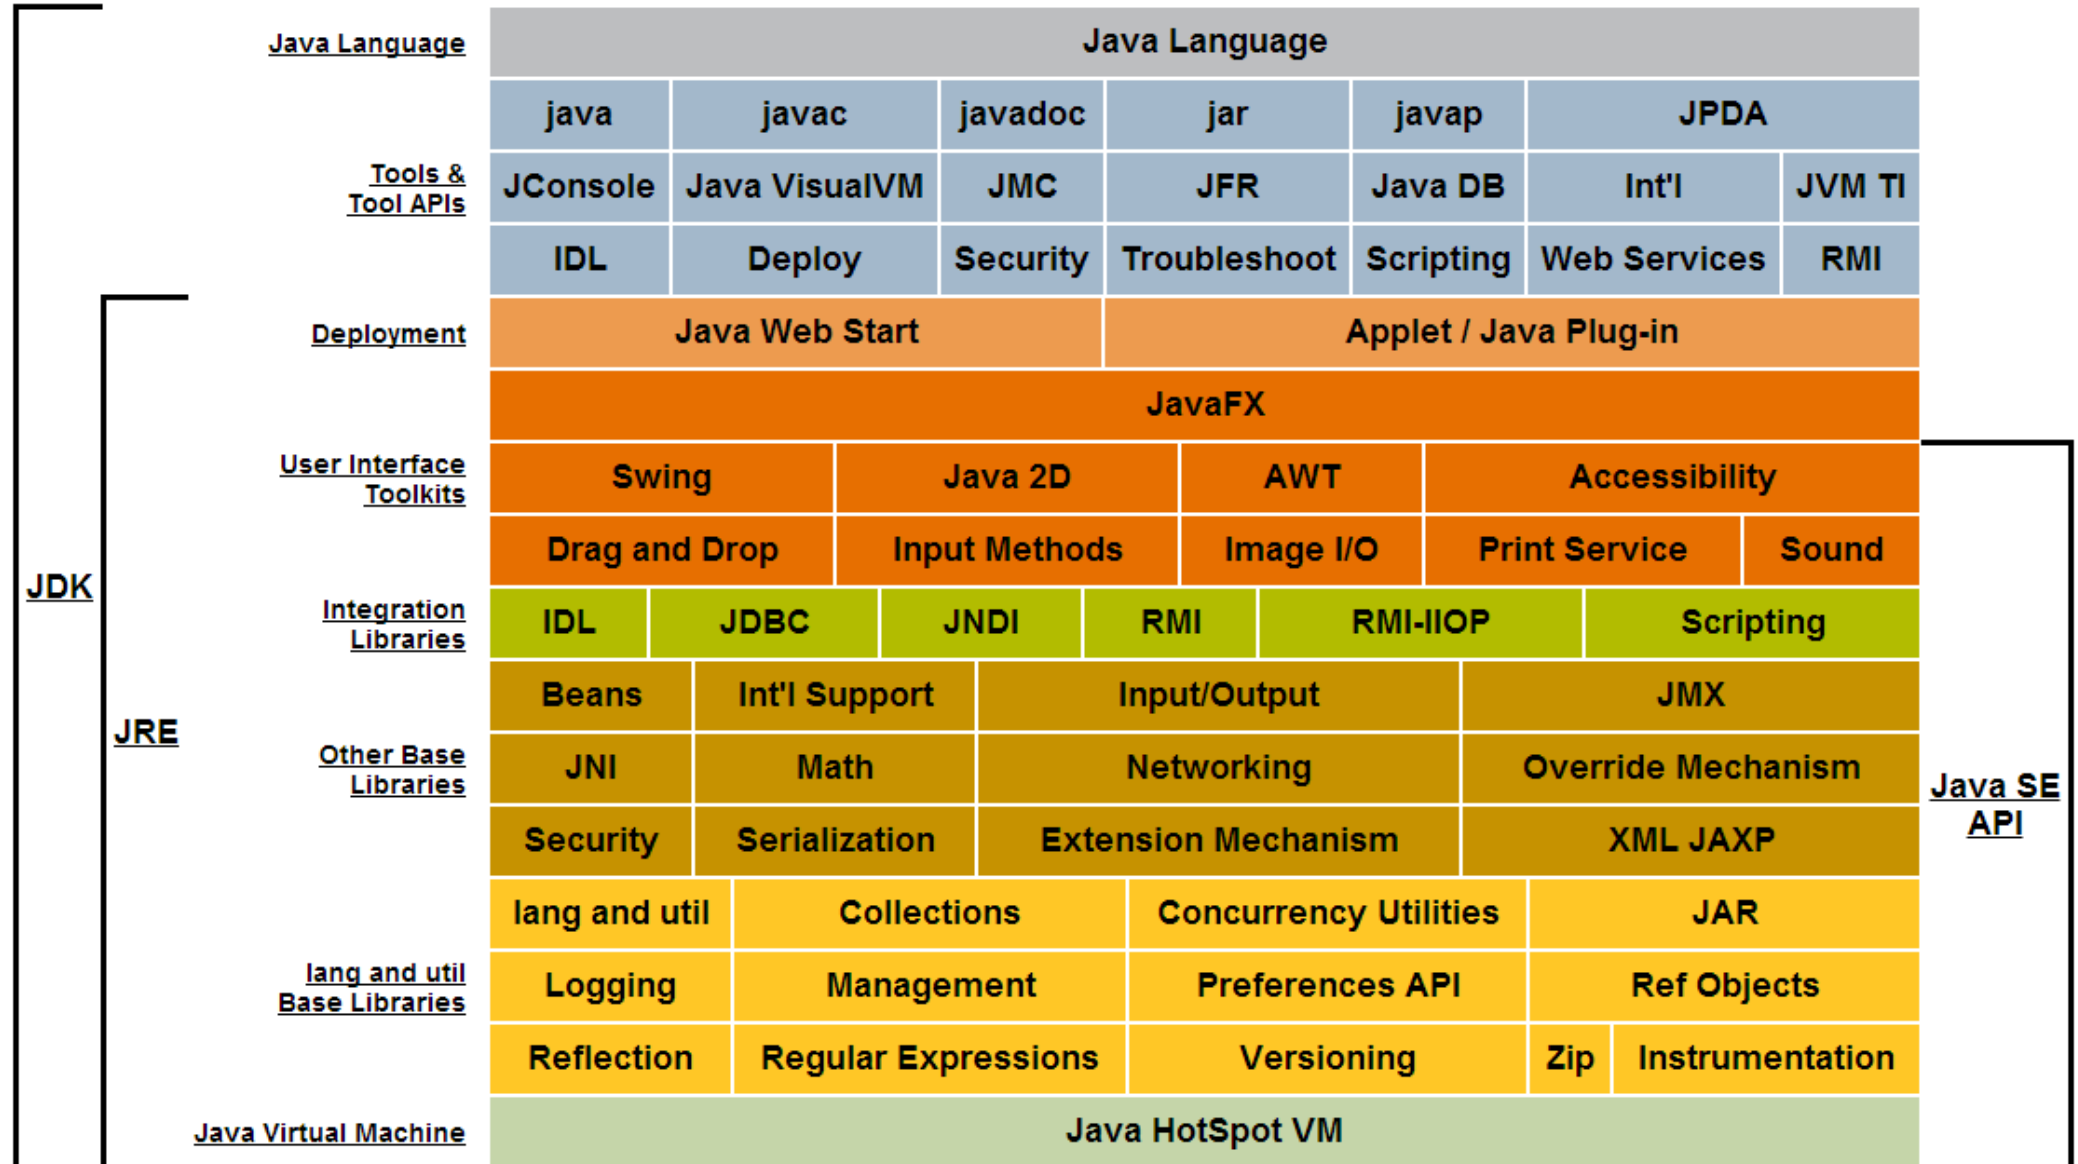 Java Language
Java Language
java javac javadoc jar javap JPDA
Tools &
Tool APIs
JConsole Java VisualVM JMC JFR Java DB Int'l JVM TI
IDL Deploy Security Troubleshoot Scripting Web Services RMI
Deployment
Java Web Start Applet / Java Plug-in
JavaFX
User Interface
Toolkits
Swing Java 2D AWT Accessibility
Drag and Drop Input Methods Image I/O Print Service Sound
JDK
Integration
Libraries
IDL JDBC JNDI RMI RMI-IIOP Scripting
Beans Int'l Support Input/Output JMX
JRE
Other Base
Libraries
JNI Math Networking Override Mechanism
Java SE
API
Security Serialization Extension Mechanism XML JAXP
lang and util Collections Concurrency Utilities JAR
lang and util
Base Libraries
Logging Management Preferences API Ref Objects
Reflection Regular Expressions Versioning Zip Instrumentation
Java Virtual Machine
Java HotSpot VM